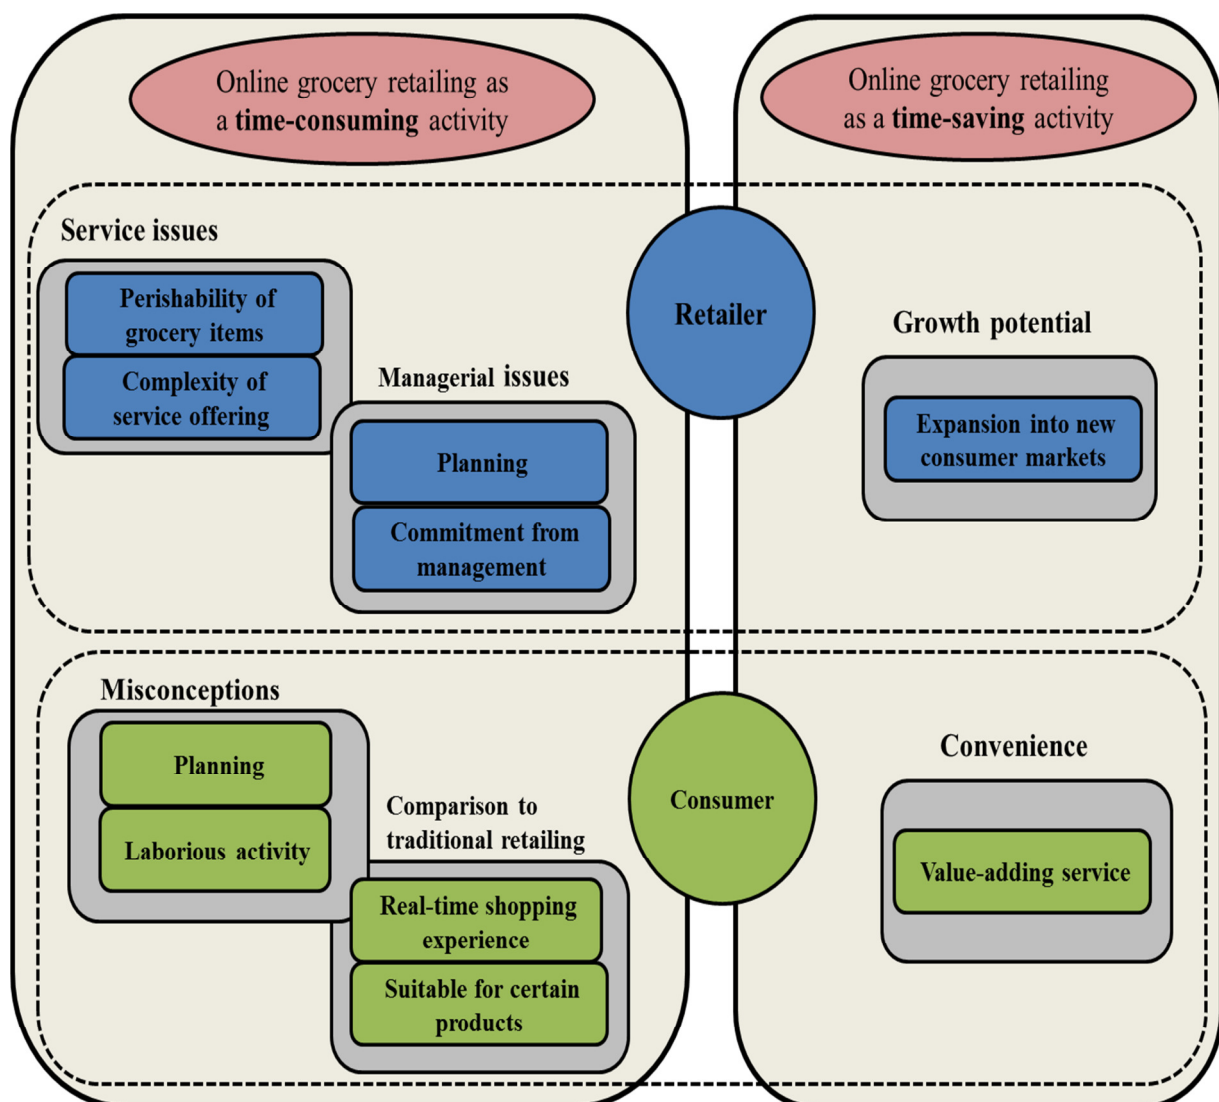 Online grocery retailing as
a time-consuming activity
Online grocery retailing
as a time-saving activity
Service issues
Perishability of
grocery items
Complexity of
service offering
Managerial issues
Planning
Commitment from
management
Retailer
Growth potential
Expansion into new
consumer markets
Misconceptions
Planning
Laborious activity
Comparison to
traditional retailing
Real-time shopping
experience
Suitable for certain
products
Consumer
Convenience
Value-adding service